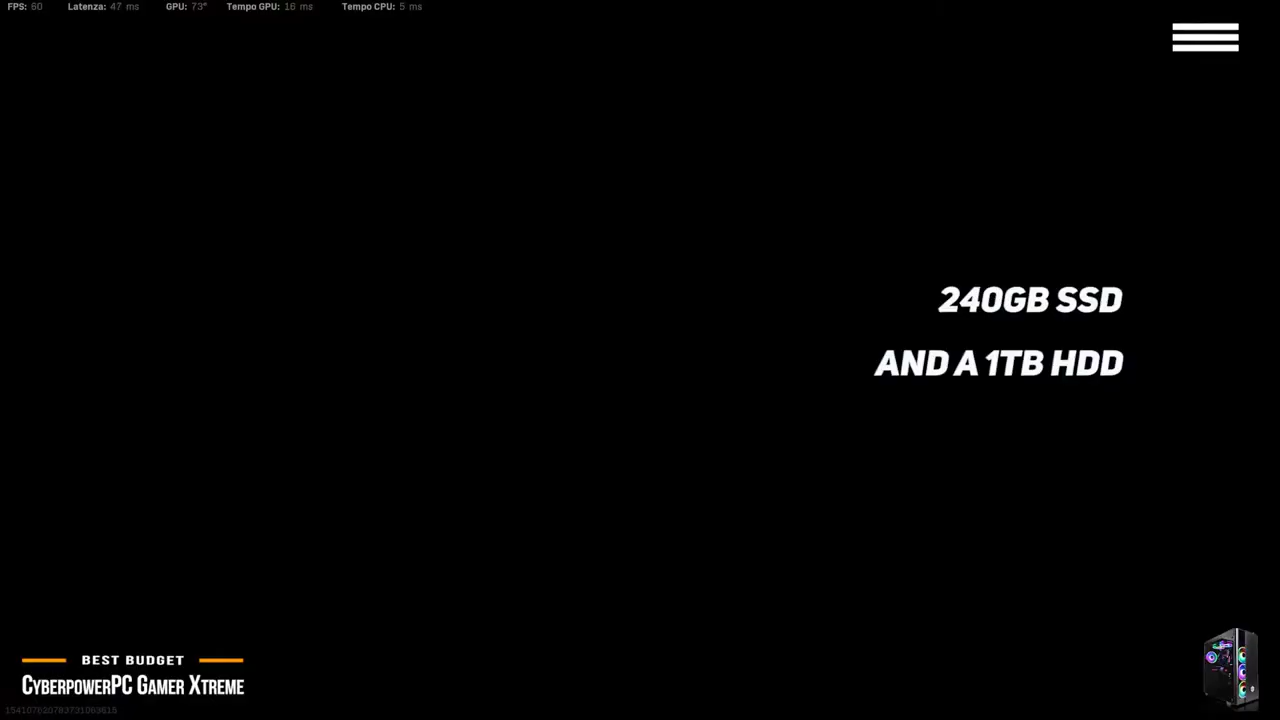 FPS: 60 Latenza: 47 ms GPU: 73° Tempo GPU: 16 ms Tempo CPU: 5 ms
240GB SSD
AND A 1TB HDD
BEST BUDGET
CYBERPOWERPC GAMER XTREME